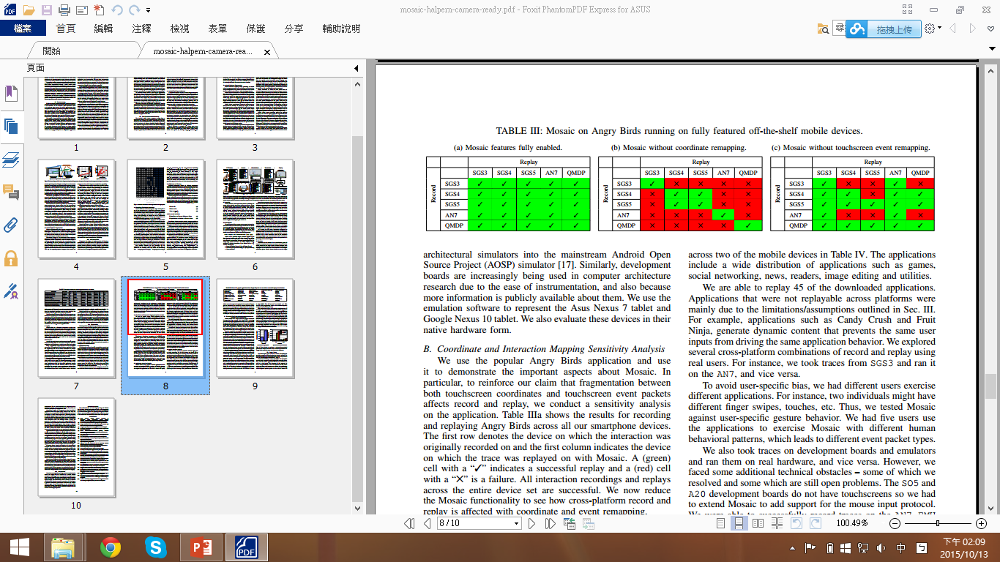 mosaic-halpern-camera-ready.pdf - Foxit PhantomPDF Express for ASUS
檔案 首頁 編輯 注釋 檢視 表單 保護 分享 輔助說明
拖拽上传
開始 mosaic-halpern-camera-rea...
頁面
1 2 3
4 5 6
7 8 9
10
TABLE III: Mosaic on Angry Birds running on fully featured off-the-shelf mobile devices.
(a) Mosaic features fully enabled.
Replay
SGS3 SGS4 SGS5 AN7 QMDP
Record
SGS3 ✓ ✓ ✓ ✓ ✓
SGS4 ✓ ✓ ✓ ✓ ✓
SGS5 ✓ ✓ ✓ ✓ ✓
AN7 ✓ ✓ ✓ ✓ ✓
QMDP ✓ ✓ ✓ ✓ ✓
(b) Mosaic without coordinate remapping.
Replay
SGS3 SGS4 SGS5 AN7 QMDP
Record
SGS3 ✓ ✕ ✕ ✕ ✕
SGS4 ✕ ✓ ✓ ✕ ✕
SGS5 ✕ ✓ ✓ ✕ ✕
AN7 ✕ ✕ ✕ ✓ ✕
QMDP ✕ ✕ ✕ ✕ ✓
(c) Mosaic without touchscreen event remapping.
Replay
SGS3 SGS4 SGS5 AN7 QMDP
Record
SGS3 ✓ ✕ ✕ ✓ ✕
SGS4 ✓ ✓ ✕ ✓ ✓
SGS5 ✓ ✓ ✓ ✓ ✓
AN7 ✓ ✕ ✕ ✓ ✕
QMDP ✓ ✓ ✓ ✓ ✓
architectural simulators into the mainstream Android Open
Source Project (AOSP) simulator [17]. Similarly, development
boards are increasingly being used in computer architecture
research due to the ease of instrumentation, and also because
more information is publicly available about them. We use the
emulation software to represent the Asus Nexus 7 tablet and
Google Nexus 10 tablet. We also evaluate these devices in their
native hardware form.
B. Coordinate and Interaction Mapping Sensitivity Analysis
We use the popular Angry Birds application and use
it to demonstrate the important aspects about Mosaic. In
particular, to reinforce our claim that fragmentation between
both touchscreen coordinates and touchscreen event packets
affects record and replay, we conduct a sensitivity analysis
on the application. Table IIIa shows the results for recording
and replaying Angry Birds across all our smartphone devices.
The first row denotes the device on which the interaction was
originally recorded on and the first column indicates the device
on which the trace was replayed on with Mosaic. A (green)
cell with a “✓” indicates a successful replay and a (red) cell
with a “✕” is a failure. All interaction recordings and replays
across the entire device set are successful. We now reduce
the Mosaic functionality to see how cross-platform record and
replay is affected with coordinate and event remapping.
across two of the mobile devices in Table IV. The applications
include a wide distribution of applications such as games,
social networking, news, readers, image editing and utilities.
We are able to replay 45 of the downloaded applications.
Applications that were not replayable across platforms were
mainly due to the limitations/assumptions outlined in Sec. III.
For example, applications such as Candy Crush and Fruit
Ninja, generate dynamic content that prevents the same user
inputs from driving the same application behavior. We explored
several cross-platform combinations of record and replay using
real users. For instance, we took traces from SGS3 and ran it
on the AN7, and vice versa.
To avoid user-specific bias, we had different users exercise
different applications. For instance, two individuals might have
different finger swipes, touches, etc. Thus, we tested Mosaic
against user-specific gesture behavior. We had five users use
the applications to exercise Mosaic with different human
behavioral patterns, which leads to different event packet types.
We also took traces on development boards and emulators
and ran them on real hardware, and vice versa. However, we
faced some additional technical obstacles – some of which we
resolved and some which are still open problems. The SO5 and
A20 development boards do not have touchscreens so we had
to extend Mosaic to add support for the mouse input protocol.
We were able to successfully record traces on the AN7 EMU
8 / 10
100.49%
中
下午 02:09
2015/10/13